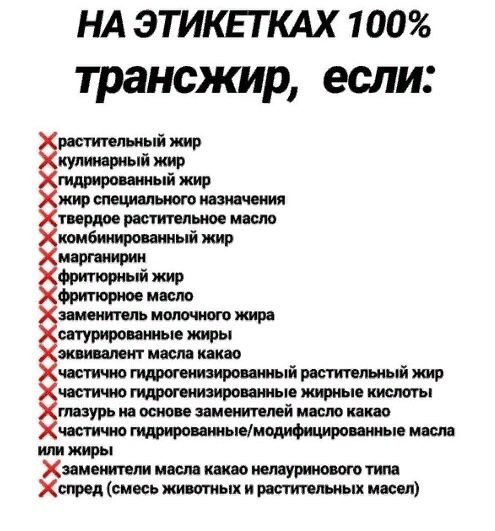 НА ЭТИКЕТКАХ 100%
трансжир, если:
❌растительный жир
❌кулинарный жир
❌гидрированный жир
❌жир специального назначения
❌твердое растительное масло
❌комбинированный жир
❌марганирин
❌фритюрный жир
❌фритюрное масло
❌заменитель молочного жира
❌сатурированные жиры
❌эквивалент масла какао
❌частично гидрогенизированный растительный жир
❌частично гидрогенизированные жирные кислоты
❌глазурь на основе заменителей масло какао
❌частично гидрированные/модифицированные масла
или жиры
❌заменители масла какао нелауринового типа
❌спред (смесь животных и растительных масел)